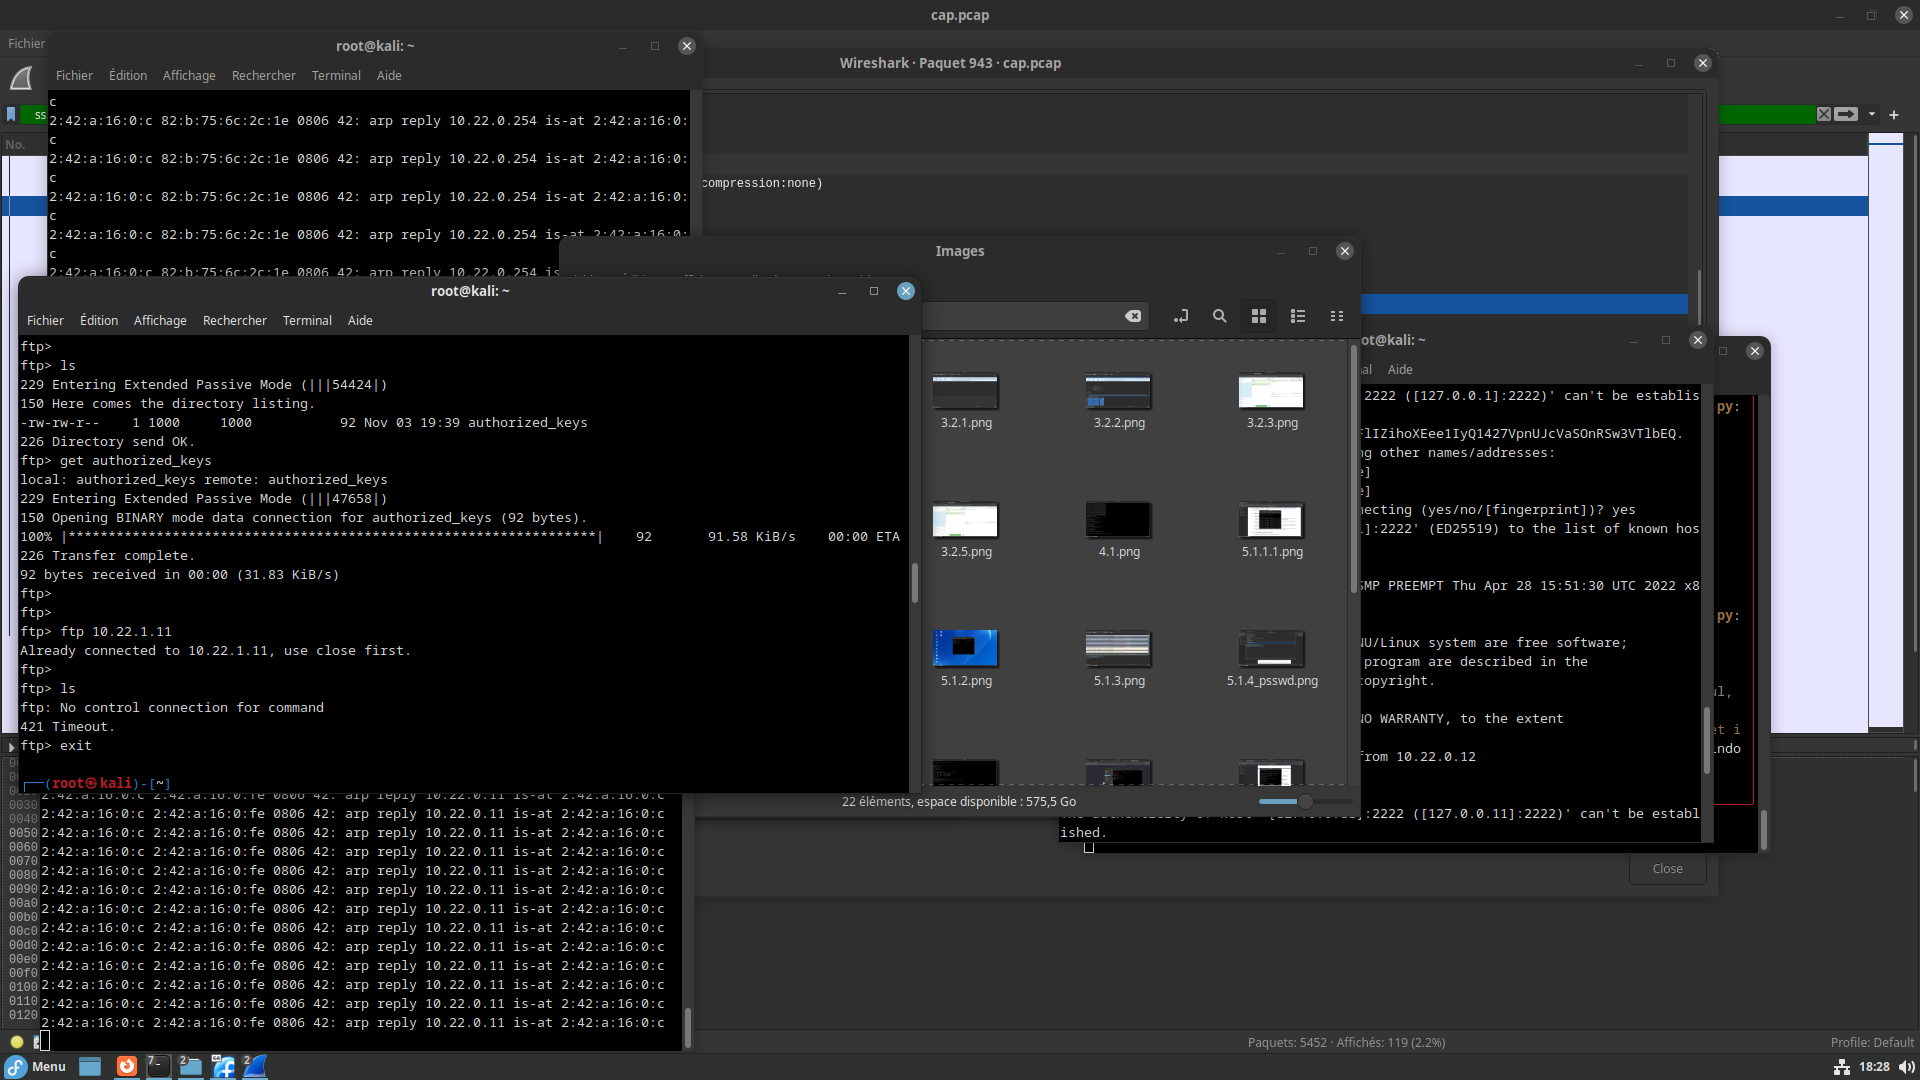 cap.pcap
Fichier
root@kali: ~
Fichier Édition Affichage Rechercher Terminal Aide
Wireshark · Paquet 943 · cap.pcap
ss
No.
c
2:42:a:16:0:c 82:b:75:6c:2c:1e 0806 42: arp reply 10.22.0.254 is-at 2:42:a:16:0:
c
2:42:a:16:0:c 82:b:75:6c:2c:1e 0806 42: arp reply 10.22.0.254 is-at 2:42:a:16:0:
c
2:42:a:16:0:c 82:b:75:6c:2c:1e 0806 42: arp reply 10.22.0.254 is-at 2:42:a:16:0:
c
2:42:a:16:0:c 82:b:75:6c:2c:1e 0806 42: arp reply 10.22.0.254 is-at 2:42:a:16:0:
c
2:42:a:16:0:c 82:b:75:6c:2c:1e 0806 42: arp reply 10.22.0.254 is
compression:none)
Images
root@kali: ~
Fichier Édition Affichage Rechercher Terminal Aide
ftp>
ftp> ls
229 Entering Extended Passive Mode (|||54424|)
150 Here comes the directory listing.
-rw-rw-r--    1 1000     1000           92 Nov 03 19:39 authorized_keys
226 Directory send OK.
ftp> get authorized_keys
local: authorized_keys remote: authorized_keys
229 Entering Extended Passive Mode (|||47658|)
150 Opening BINARY mode data connection for authorized_keys (92 bytes).
100% |******************************************************************|    92       91.58 KiB/s    00:00 ETA
226 Transfer complete.
92 bytes received in 00:00 (31.83 KiB/s)
ftp>
ftp>
ftp> ftp 10.22.1.11
Already connected to 10.22.1.11, use close first.
ftp>
ftp> ls
ftp: No control connection for command
421 Timeout.
ftp> exit
┌──(root㉿kali)-[~]
3.2.1.png 3.2.2.png 3.2.3.png
3.2.5.png 4.1.png 5.1.1.1.png
5.1.2.png 5.1.3.png 5.1.4_psswd.png
22 éléments, espace disponible : 575,5 Go
ot@kali: ~
al Aide
2222 ([127.0.0.1]:2222)' can't be establis
FlIZihoXEee1IyQ1427VpnUJcVaSOnRSw3VTlbEQ.
ng other names/addresses:
e]
e]
necting (yes/no/[fingerprint])? yes
]:2222' (ED25519) to the list of known hos
SMP PREEMPT Thu Apr 28 15:51:30 UTC 2022 x8
NU/Linux system are free software;
program are described in the
opyright.
NO WARRANTY, to the extent
from 10.22.0.12
:2222 ([127.0.0.11]:2222)' can't be establ
ished.
py:
py:
ul,
et i
indo
Close
2:42:a:16:0:c 2:42:a:16:0:fe 0806 42: arp reply 10.22.0.11 is-at 2:42:a:16:0:c
0030
0040 2:42:a:16:0:c 2:42:a:16:0:fe 0806 42: arp reply 10.22.0.11 is-at 2:42:a:16:0:c
0050 2:42:a:16:0:c 2:42:a:16:0:fe 0806 42: arp reply 10.22.0.11 is-at 2:42:a:16:0:c
0060 2:42:a:16:0:c 2:42:a:16:0:fe 0806 42: arp reply 10.22.0.11 is-at 2:42:a:16:0:c
0070
0080 2:42:a:16:0:c 2:42:a:16:0:fe 0806 42: arp reply 10.22.0.11 is-at 2:42:a:16:0:c
0090 2:42:a:16:0:c 2:42:a:16:0:fe 0806 42: arp reply 10.22.0.11 is-at 2:42:a:16:0:c
00a0
00b0 2:42:a:16:0:c 2:42:a:16:0:fe 0806 42: arp reply 10.22.0.11 is-at 2:42:a:16:0:c
00c0 2:42:a:16:0:c 2:42:a:16:0:fe 0806 42: arp reply 10.22.0.11 is-at 2:42:a:16:0:c
00d0 2:42:a:16:0:c 2:42:a:16:0:fe 0806 42: arp reply 10.22.0.11 is-at 2:42:a:16:0:c
00e0 2:42:a:16:0:c 2:42:a:16:0:fe 0806 42: arp reply 10.22.0.11 is-at 2:42:a:16:0:c
00f0
0100 2:42:a:16:0:c 2:42:a:16:0:fe 0806 42: arp reply 10.22.0.11 is-at 2:42:a:16:0:c
0110 2:42:a:16:0:c 2:42:a:16:0:fe 0806 42: arp reply 10.22.0.11 is-at 2:42:a:16:0:c
0120 2:42:a:16:0:c 2:42:a:16:0:fe 0806 42: arp reply 10.22.0.11 is-at 2:42:a:16:0:c
Paquets: 5452 · Affichés: 119 (2.2%)
Profile: Default
Menu
7
2
2
18:28